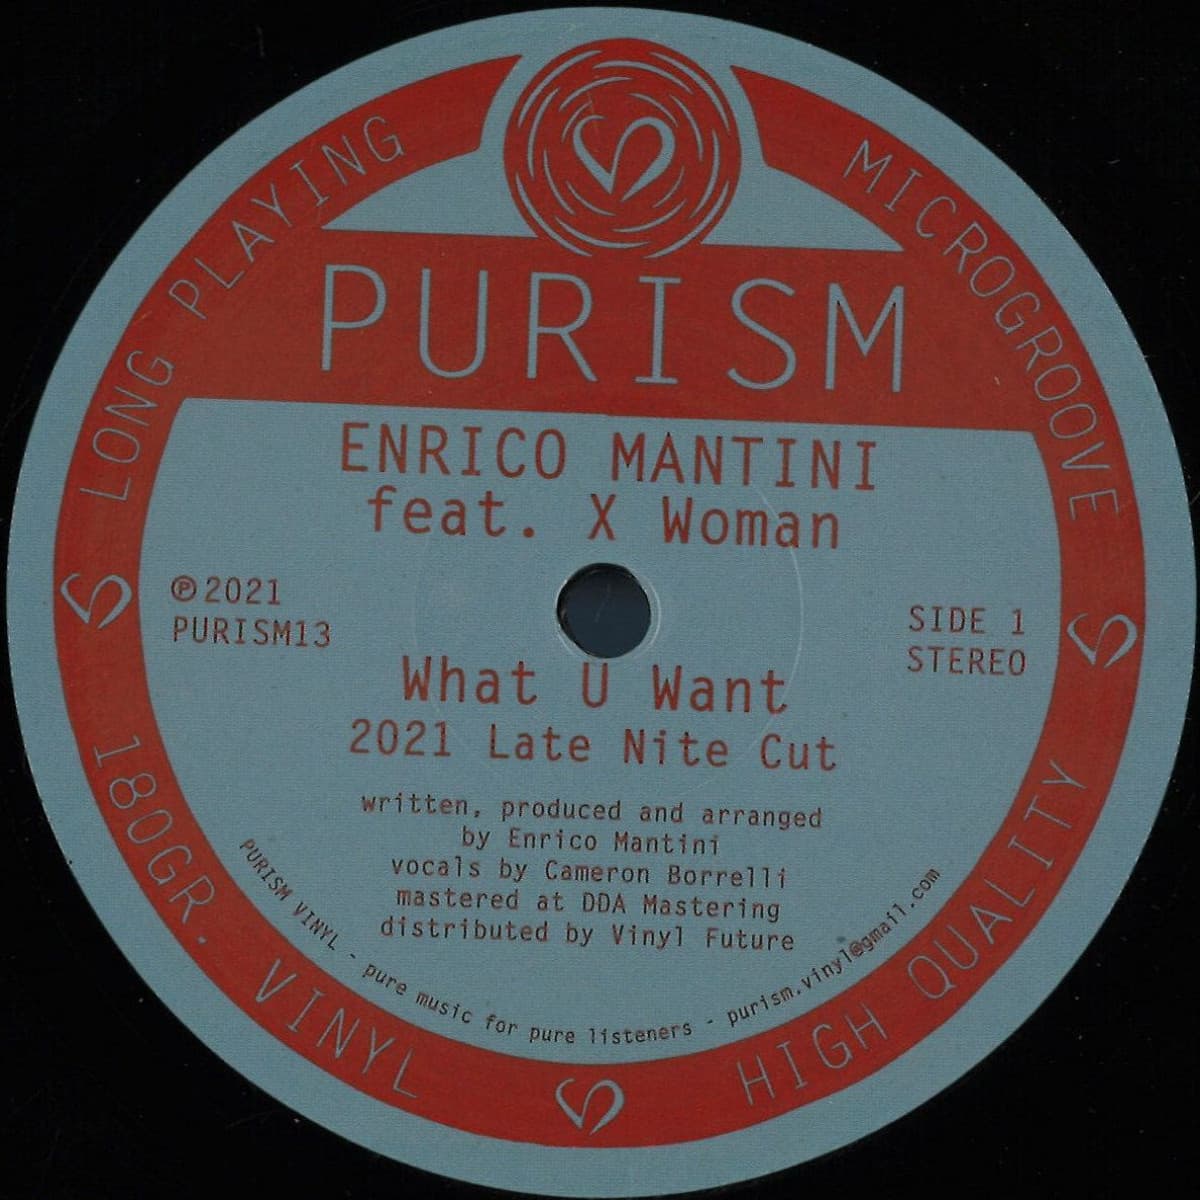 LONG PLAYING
MICROGROOVE
PURISM
ENRICO MANTINI
feat. X Woman
℗ 2021
PURISM13
SIDE 1
STEREO
What U Want
2021 Late Nite Cut
written, produced and arranged
by Enrico Mantini
vocals by Cameron Borrelli
mastered at DDA Mastering
distributed by Vinyl Future
PURISM VINYL - pure music for pure listeners - purism.vinyl@gmail.com
180GR. VINYL
HIGH QUALITY